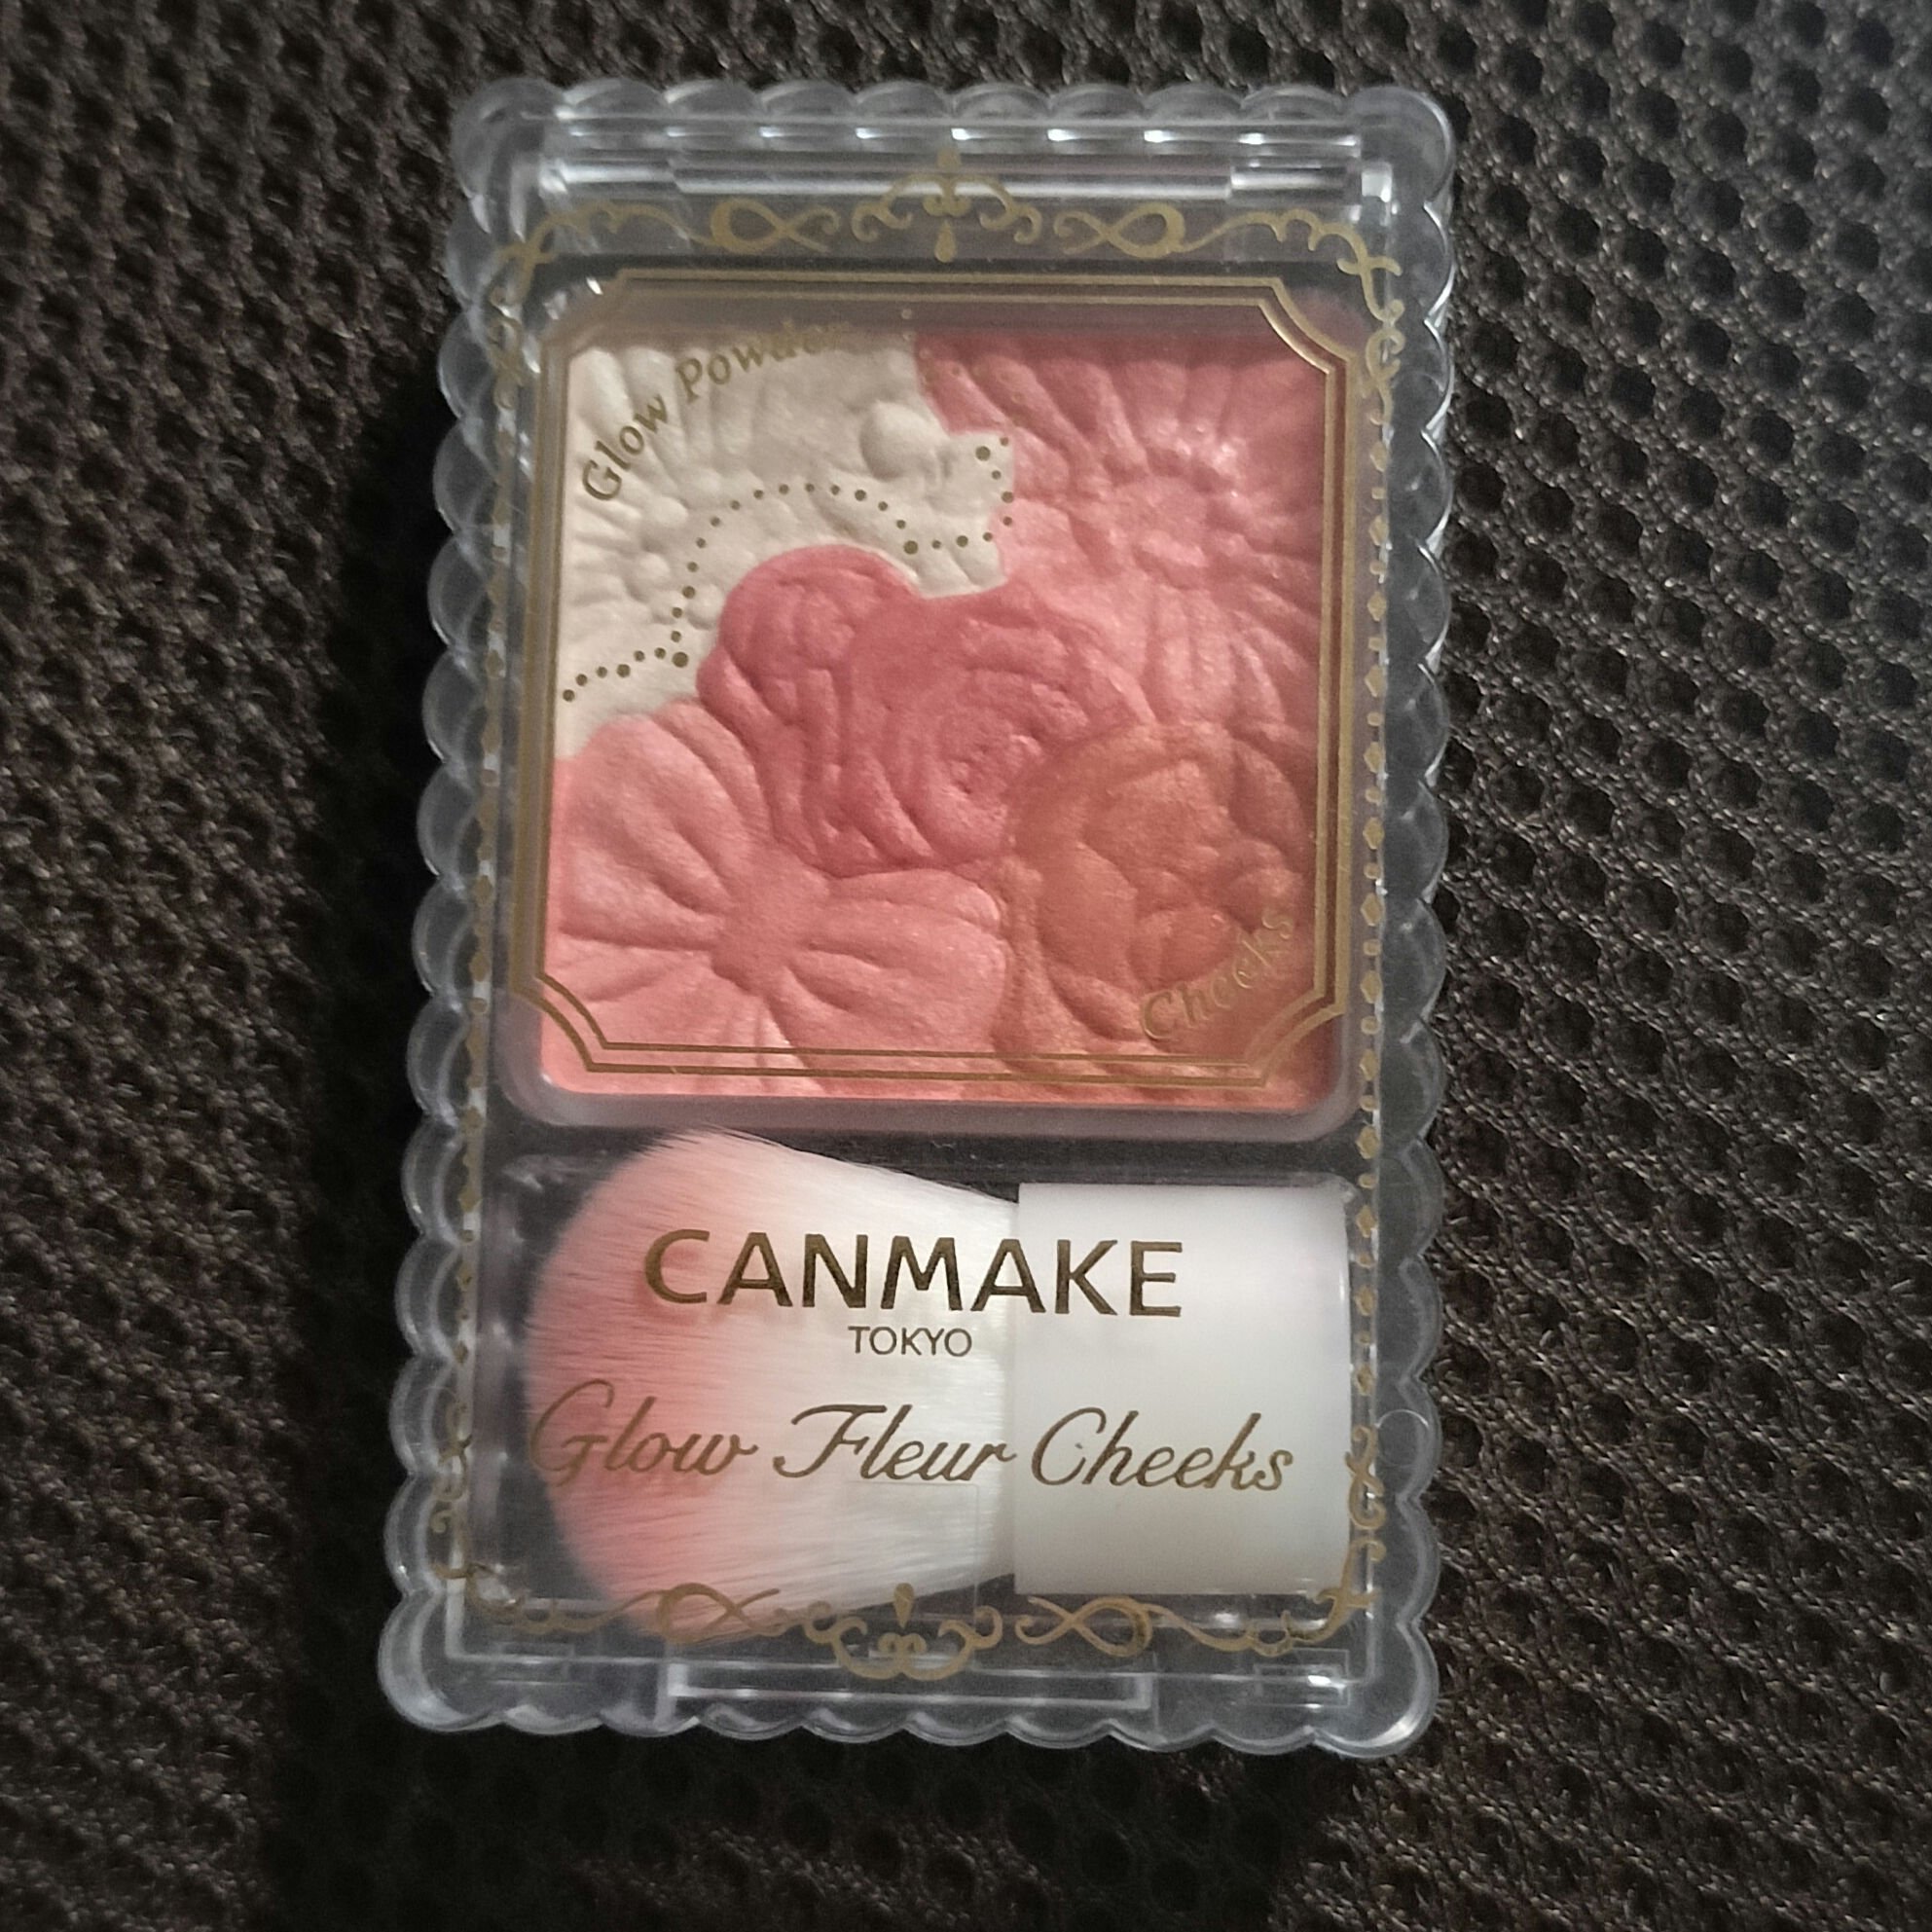 Glow Powder
Cheeks
CANMAKE
TOKYO
Glow Fleur Cheeks